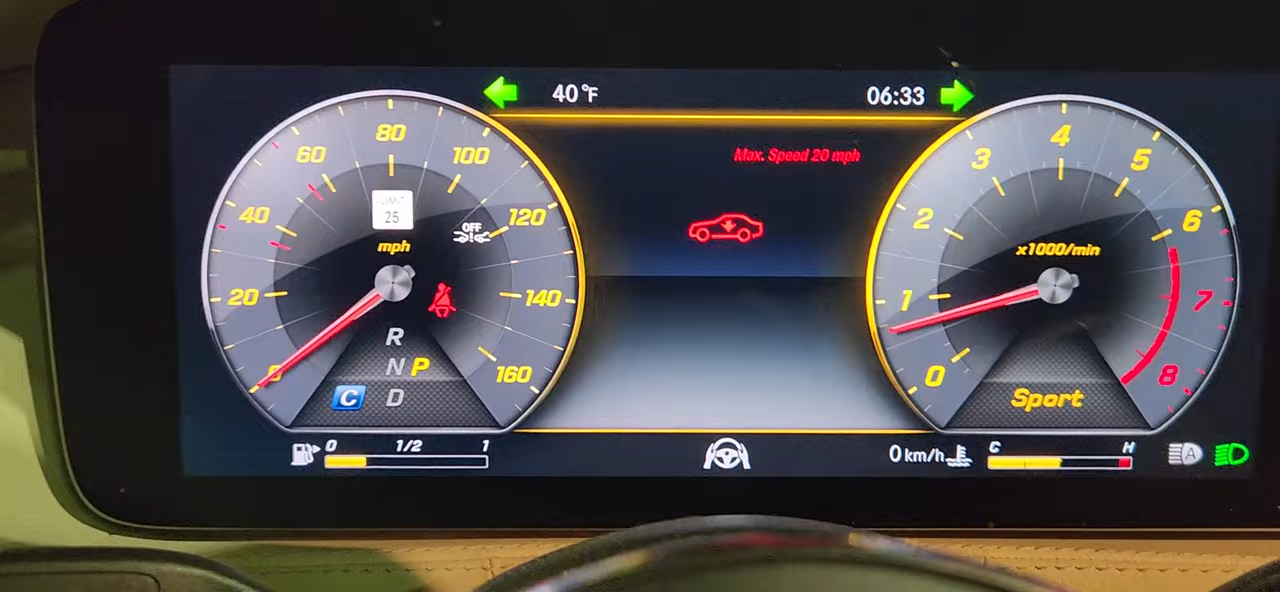 40°F
06:33
Max. Speed 20 mph
20
40
60
80
100
120
140
160
0
LIMIT
25
OFF
mph
R
N P
C D
0
1
2
3
4
5
6
7
8
x1000/min
Sport
0 1/2 1
0 km/h
C H
A